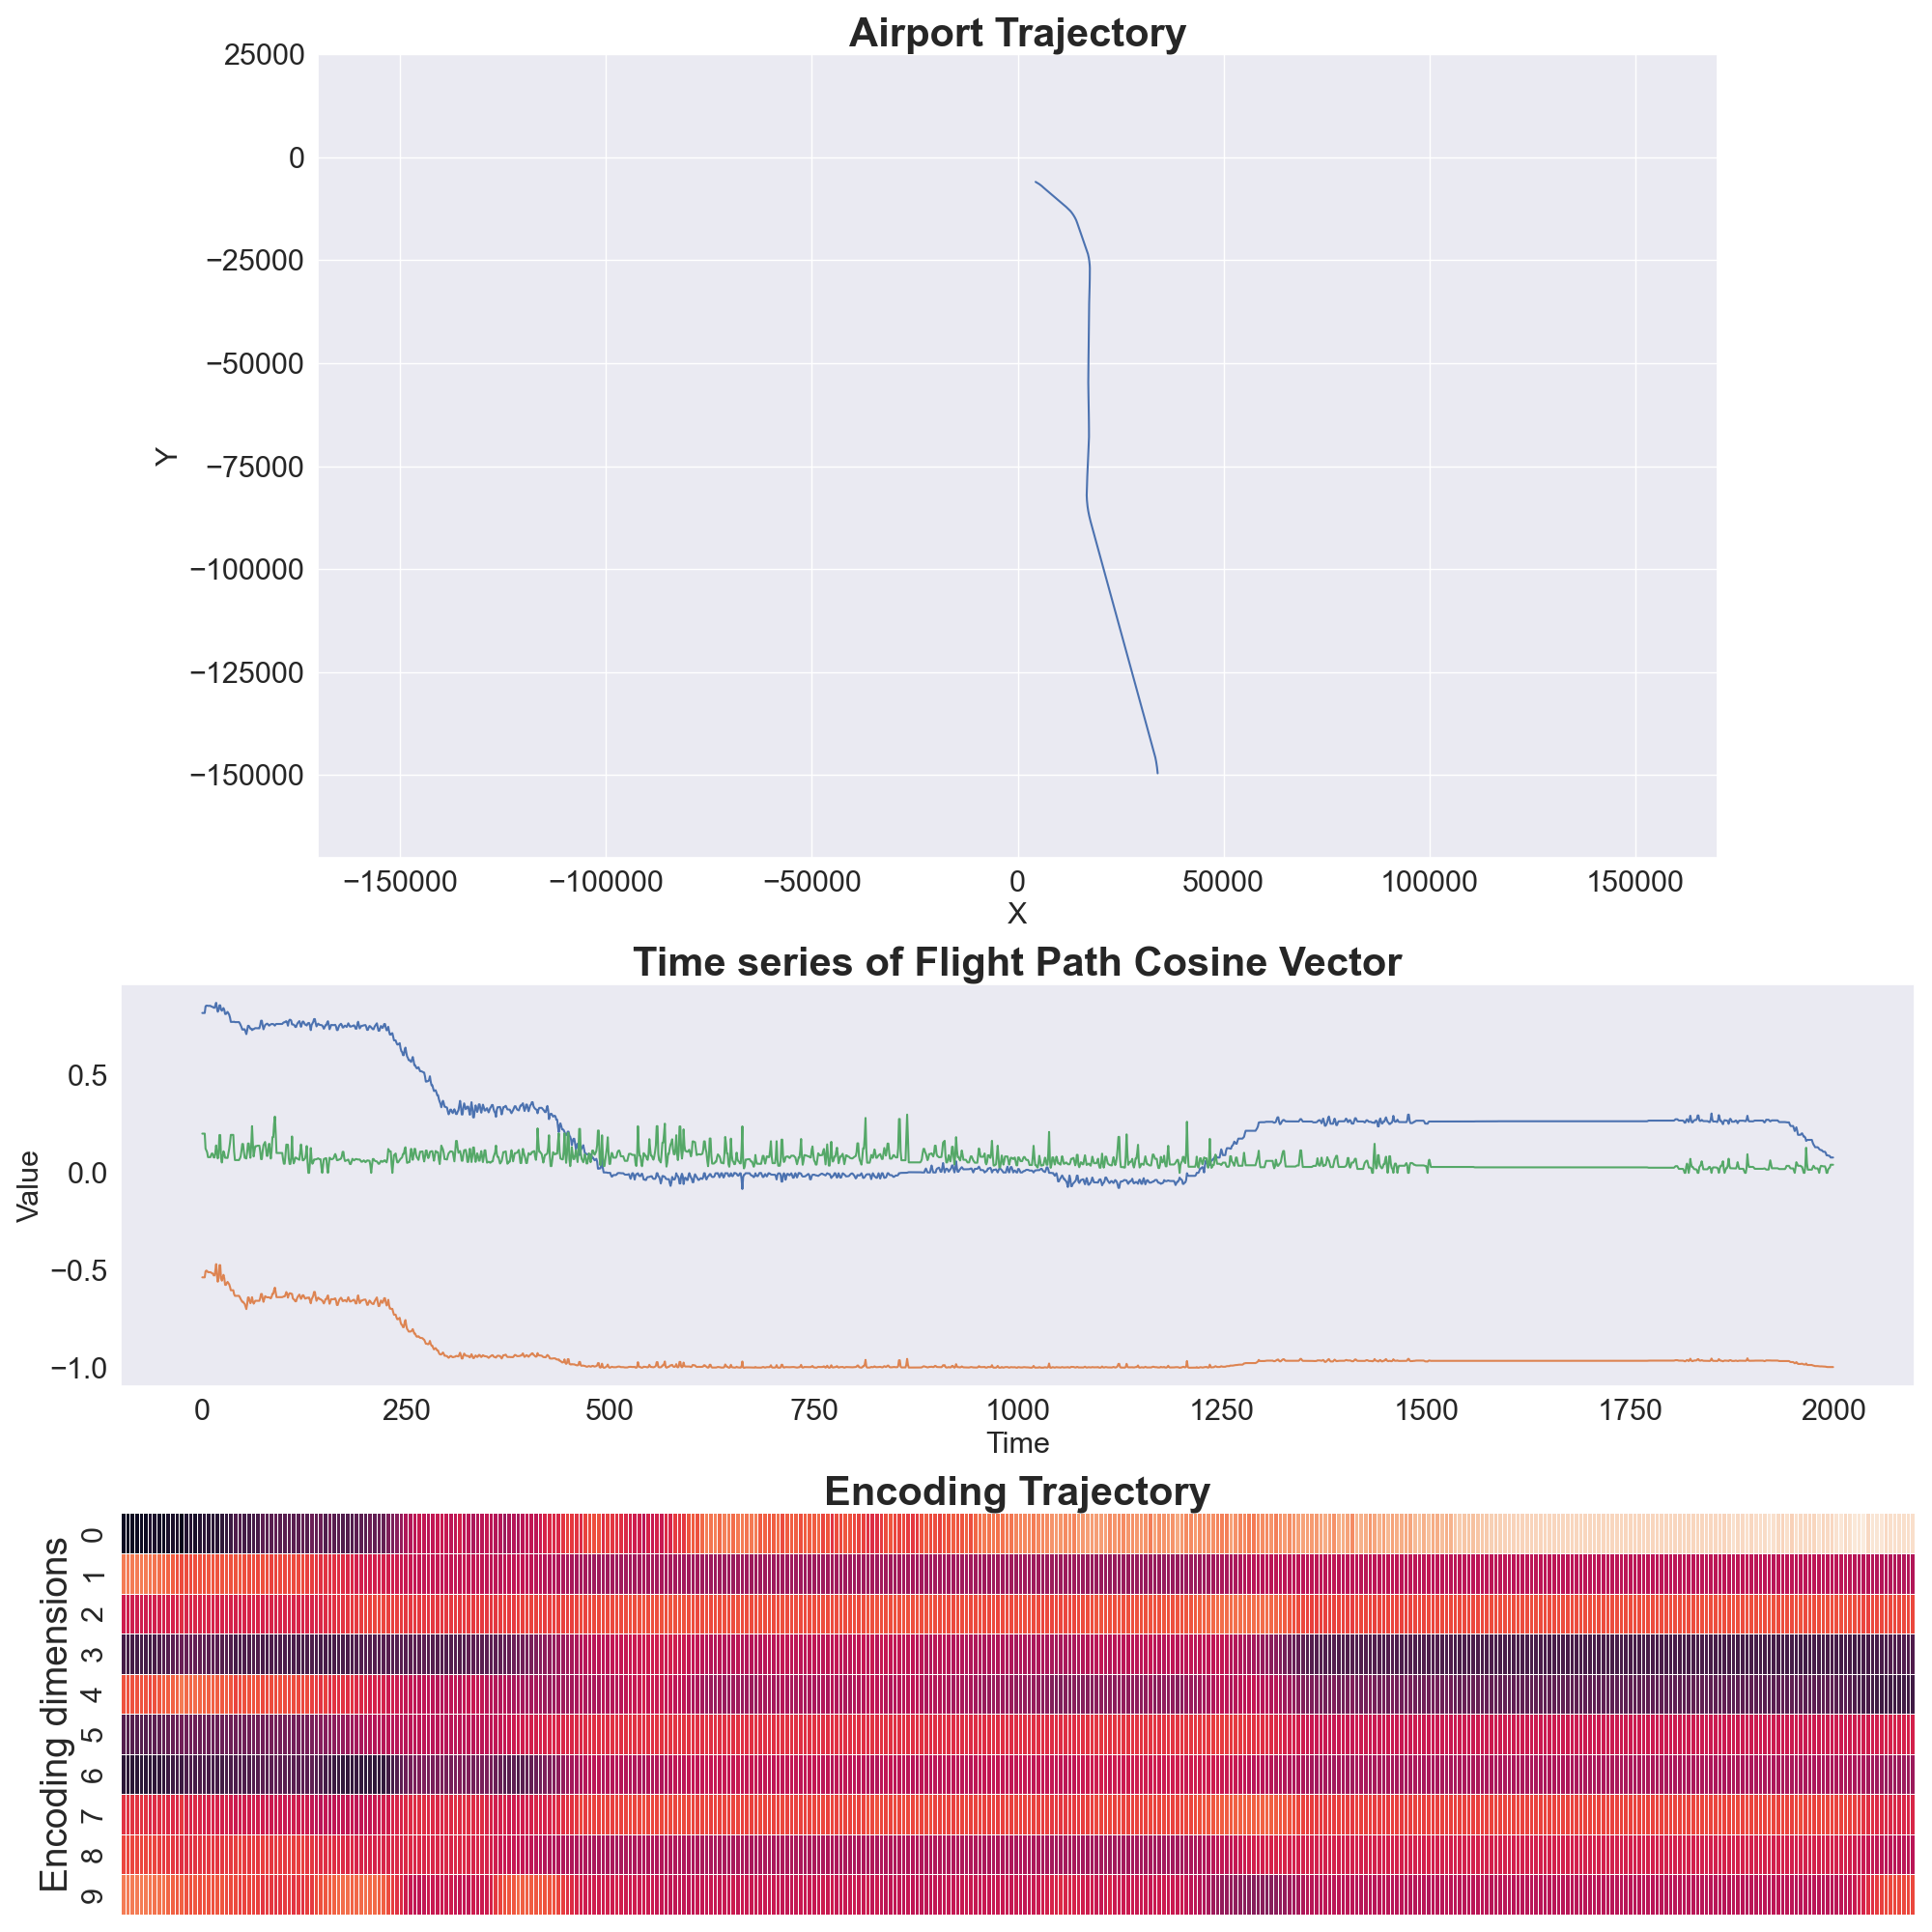 Airport Trajectory
25000
0
−25000
−50000
−75000
−100000
−125000
−150000
Y
−150000 −100000 −50000 0 50000 100000 150000
X
Time series of Flight Path Cosine Vector
0.5
0.0
−0.5
−1.0
Value
0 250 500 750 1000 1250 1500 1750 2000
Time
Encoding Trajectory
Encoding dimensions
0
1
2
3
4
5
6
7
8
9